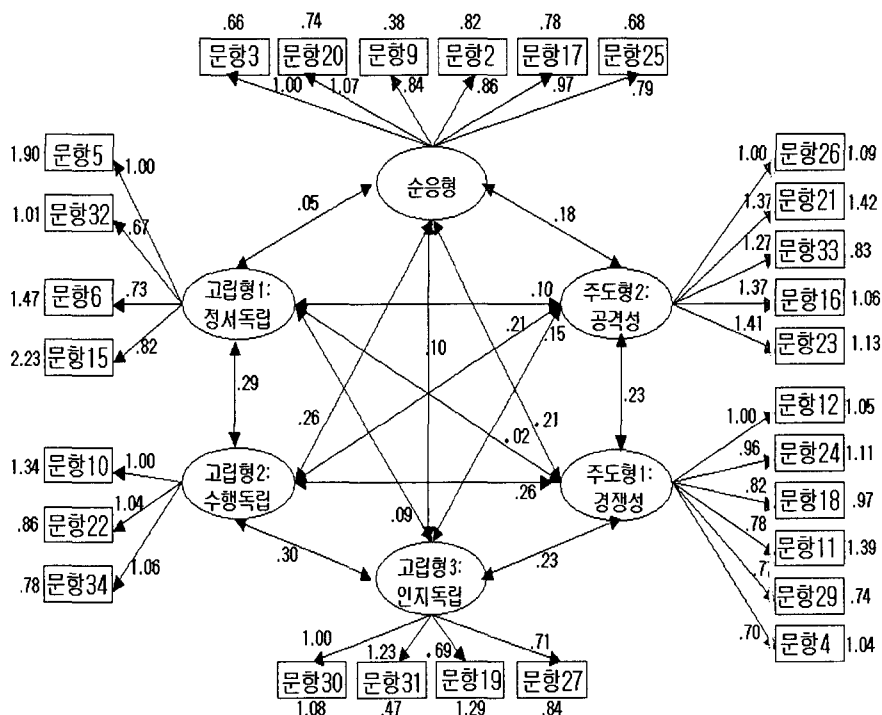 .66 .74 .38 .82 .78 .68
문항3 문항20 문항9 문항2 문항17 문항25
1.00 1.07 .84 .86 .97 .79
순응형
1.90 문항5 1.00
1.01 문항32 .67
1.47 문항6 .73
2.23 문항15 .82
고립형1:
정서독립
1.00 문항26 1.09
1.37 문항21 1.42
1.27 문항33 .83
1.37 문항16 1.06
1.41 문항23 1.13
주도형2:
공격성
.05 .18
.10
.21 .15
.10
.29 .23
.26 .21
.02
.26
.09
.30 .23
1.34 문항10 1.00
.86 문항22 1.04
.78 문항34 1.06
고립형2:
수행독립
주도형1:
경쟁성
1.00 문항12 1.05
.96 문항24 1.11
.82 문항18 .97
.78 문항11 1.39
문항29 .74
.70 문항4 1.04
고립형3:
인지독립
1.00 1.23 .69 .71
문항30 문항31 문항19 문항27
1.08 .47 1.29 .84